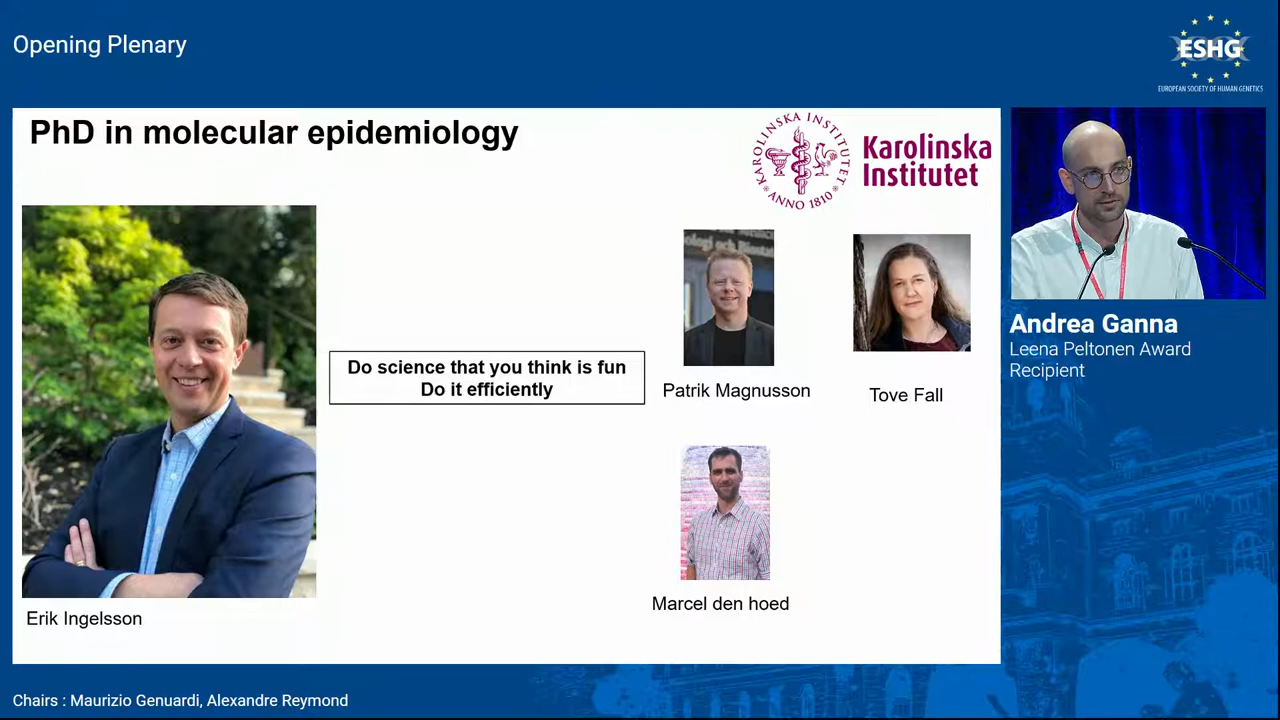 Opening Plenary
ESHG
EUROPEAN SOCIETY OF HUMAN GENETICS
PhD in molecular epidemiology
KAROLINSKA INSTITUTET
ANNO 1810
Karolinska
Institutet
Do science that you think is fun
Do it efficiently
Patrik Magnusson
Tove Fall
Marcel den hoed
Erik Ingelsson
Andrea Ganna
Leena Peltonen Award
Recipient
Chairs : Maurizio Genuardi, Alexandre Reymond